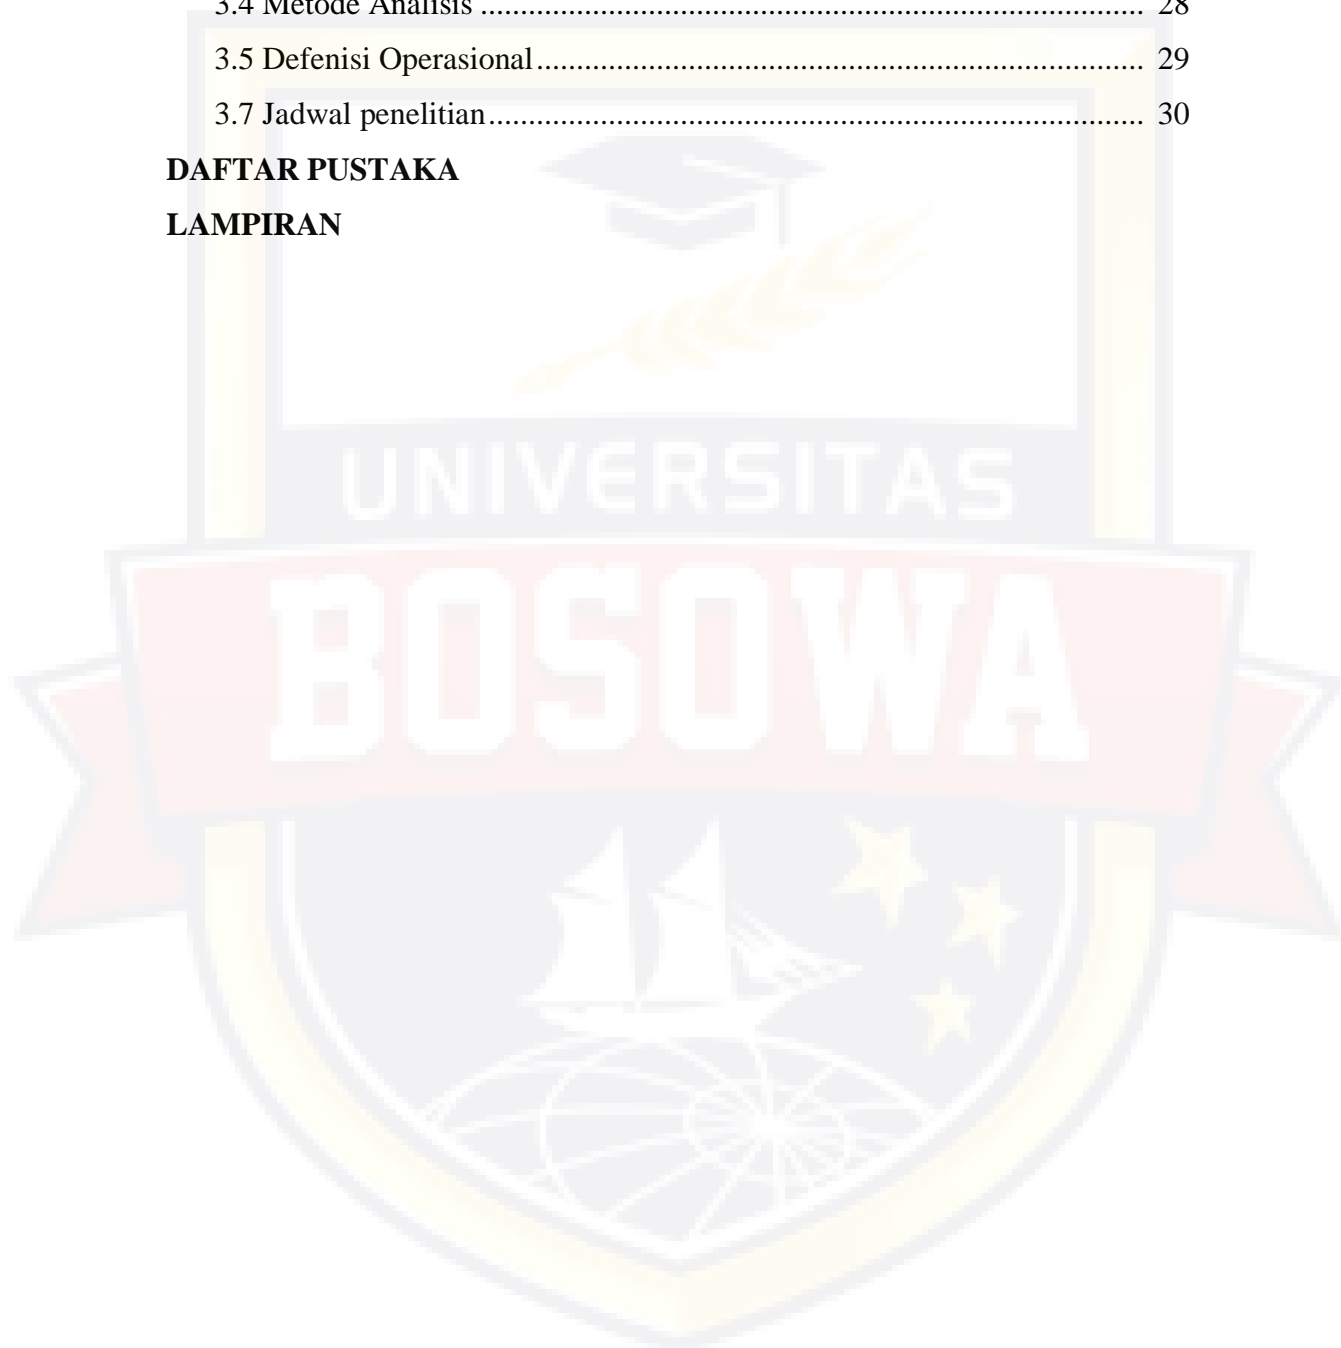 3.4 Metode Analisis ........................................................................................ 28
3.5 Defenisi Operasional ................................................................................ 29
3.7 Jadwal penelitian ...................................................................................... 30
DAFTAR PUSTAKA
LAMPIRAN
UNIVERSITAS
BOSOWA